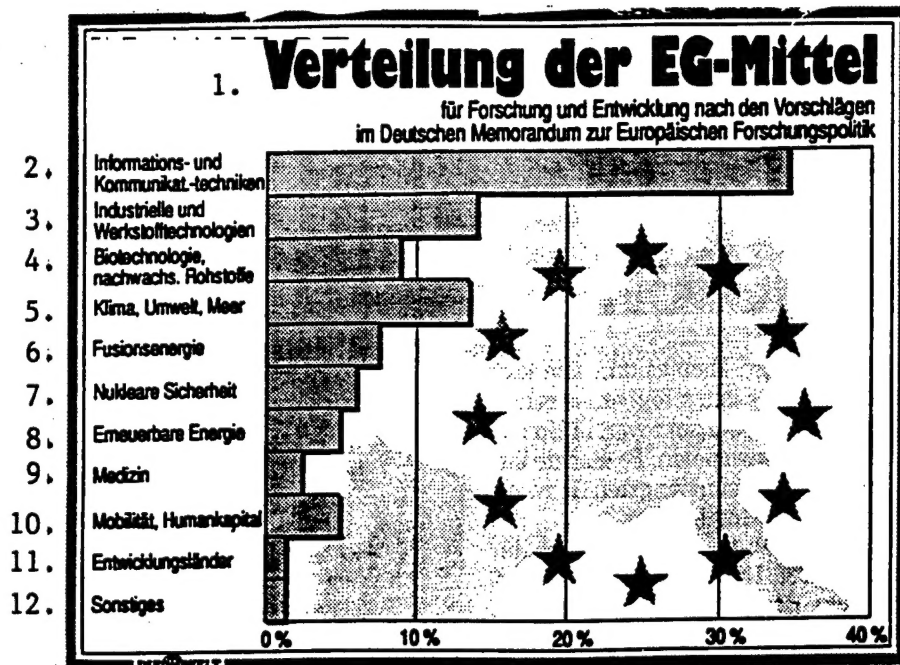 1. Verteilung der EG-Mittel
für Forschung und Entwicklung nach den Vorschlägen
im Deutschen Memorandum zur Europäischen Forschungspolitik
2. Informations- und
Kommunikat.-techniken
3. Industrielle und
Werkstofftechnologien
4. Biotechnologie,
nachwachs. Rohstoffe
5. Klima, Umwelt, Meer
6. Fusionsenergie
7. Nukleare Sicherheit
8. Erneuerbare Energie
9. Medizin
10. Mobilität, Humankapital
11. Entwicklungsländer
12. Sonstiges
0% 10% 20% 30% 40%